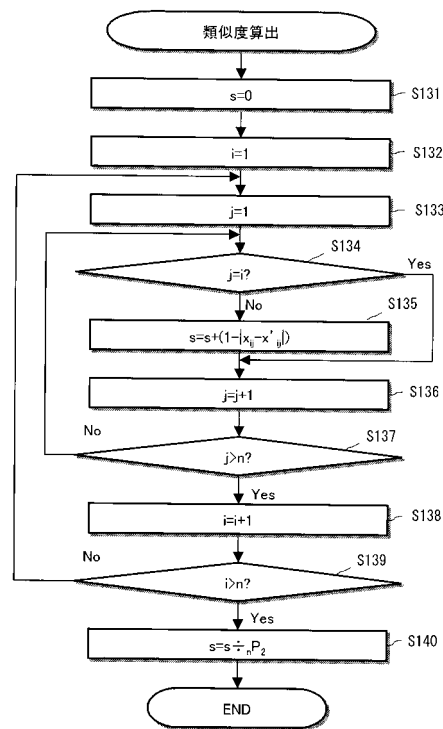 類似度算出
s=0
S131
i=1
S132
j=1
S133
j=i?
S134
Yes
No
s=s+(1-|x_ij-x'_ij|)
S135
j=j+1
S136
No
j>n?
S137
Yes
i=i+1
S138
No
i>n?
S139
Yes
s=s÷_nP_2
S140
END